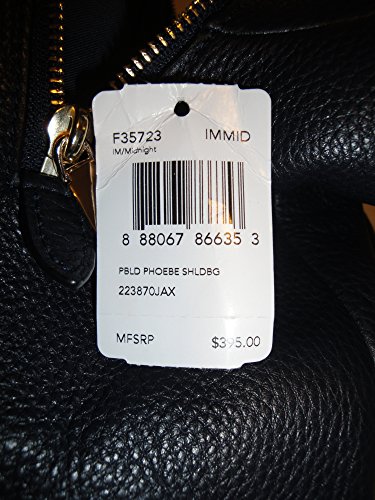 F35723 IMMID
IM/Midnight
8 88067 86635 3
PBLD PHOEBE SHLDBG
223870JAX
MFSRP $395.00